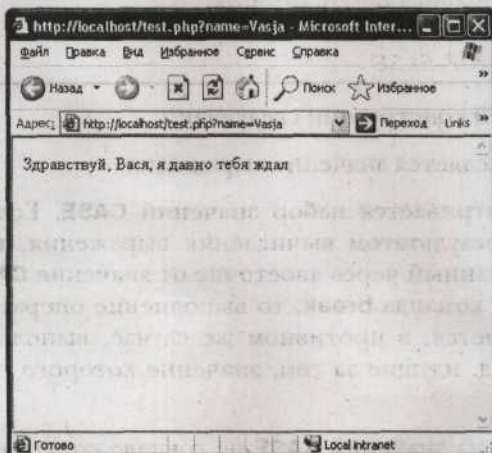 http://localhost/test.php?name=Vasja - Microsoft Inter...
Файл Правка Вид Избранное Сервис Справка
Назад Поиск Избранное
Адрес: http://localhost/test.php?name=Vasja Переход Links
Здравствуй, Вася, я давно тебя ждал
Готово Local intranet